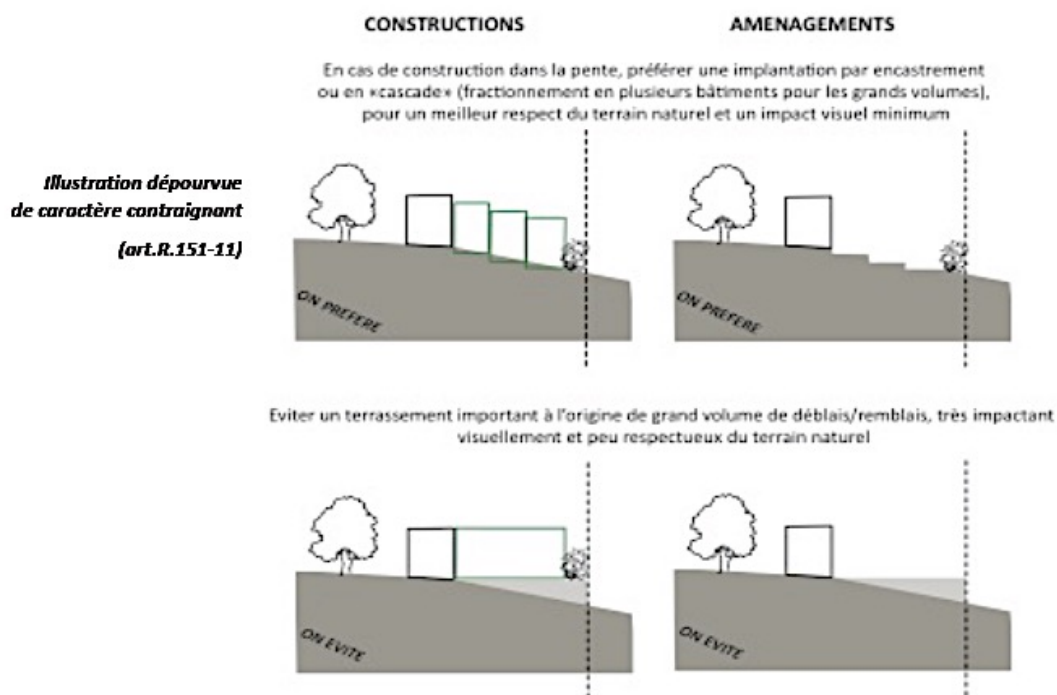 CONSTRUCTIONS
AMENAGEMENTS
En cas de construction dans la pente, préférer une implantation par encastrement
ou en «cascade» (fractionnement en plusieurs bâtiments pour les grands volumes),
pour un meilleur respect du terrain naturel et un impact visuel minimum
Illustration dépourvue
de caractère contraignant
(art.R.151-11)
ON PREFERE
ON PREFERE
Eviter un terrassement important à l'origine de grand volume de déblais/remblais, très impactant
visuellement et peu respectueux du terrain naturel
ON EVITE
ON EVITE